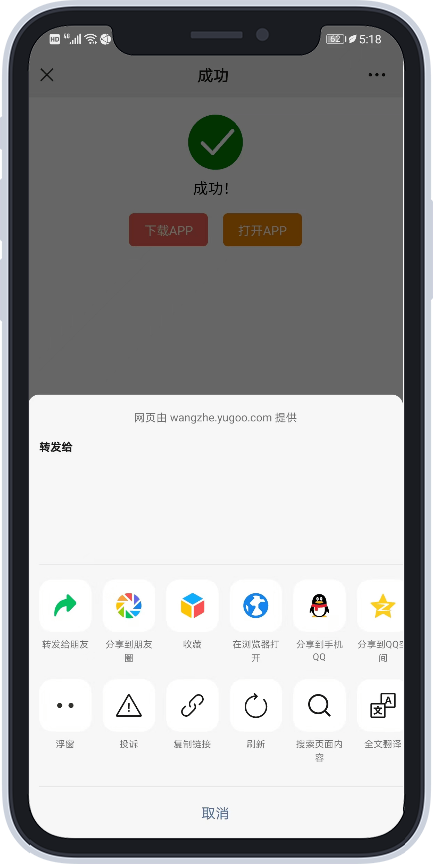 HD 4G 62 5:18
成功
成功!
下载APP
打开APP
网页由 wangzhe.yugoo.com 提供
转发给
转发给朋友
分享到朋友
圈
收藏
在浏览器打
开
分享到手机
QQ
分享到QQ空
间
浮窗
投诉
复制链接
刷新
搜索页面内
容
全文翻译
取消